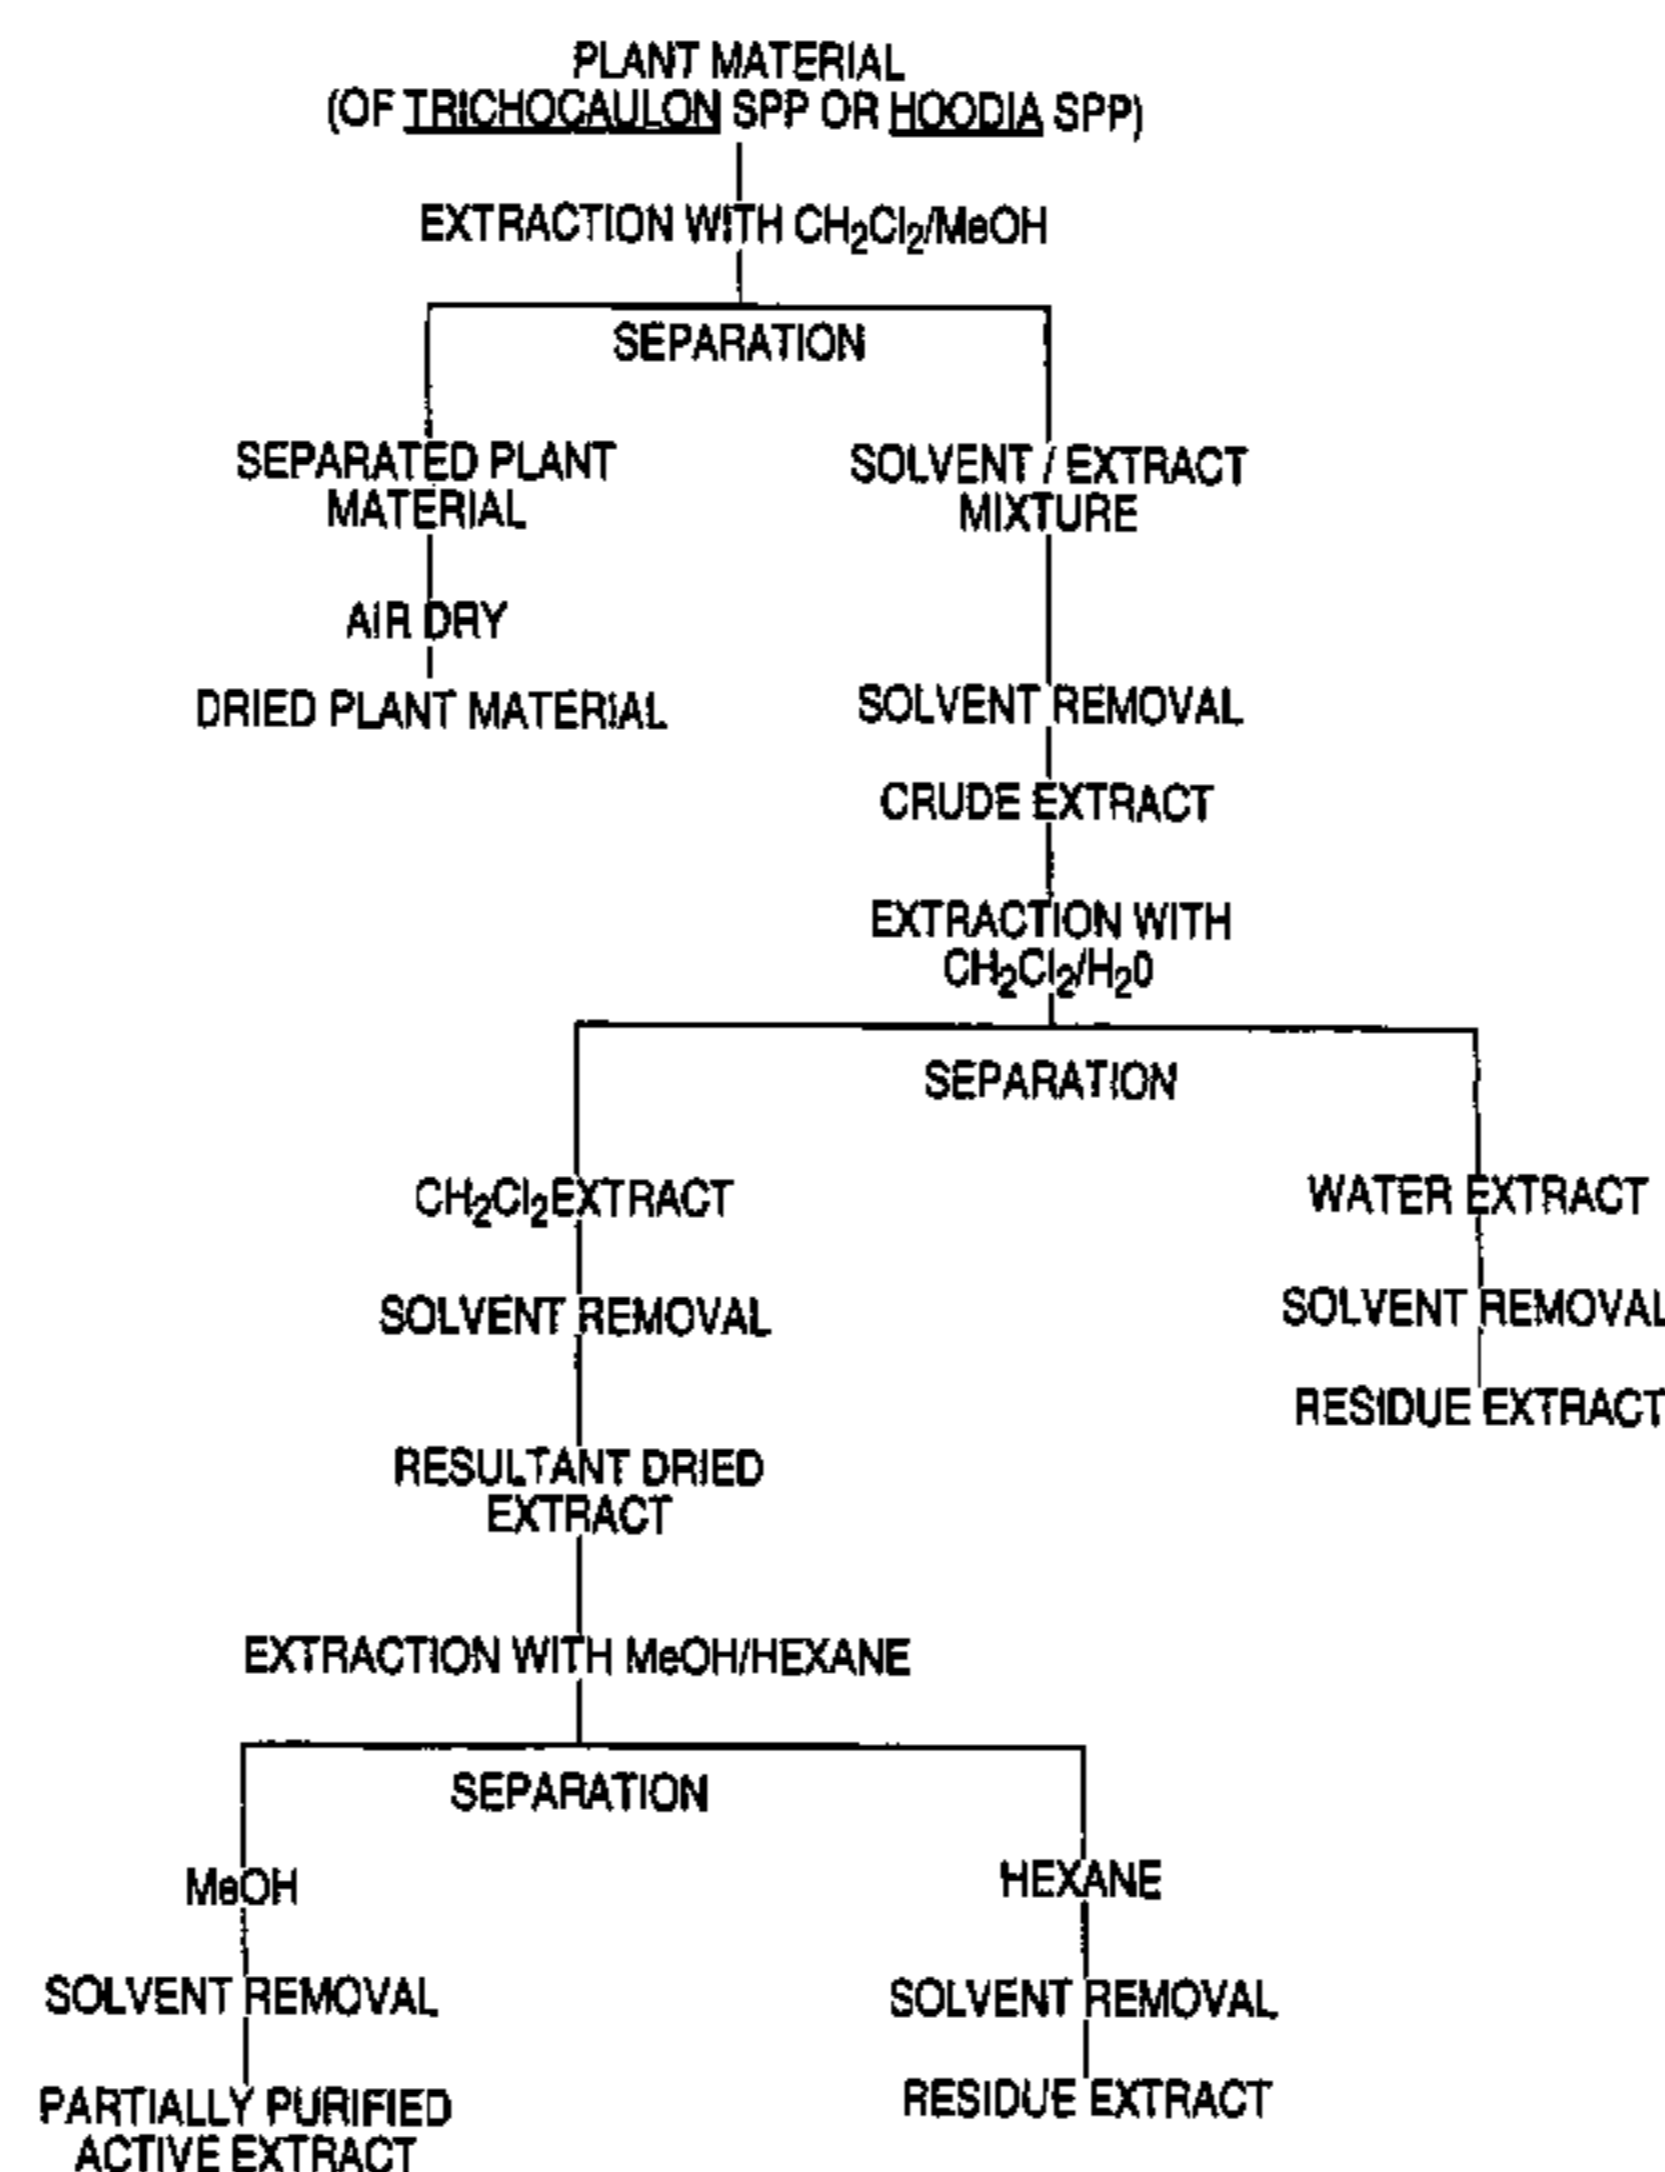 PLANT MATERIAL
(OF TRICHOCAULON SPP OR HOODIA SPP)
EXTRACTION WITH CH2Cl2/MeOH
SEPARATION
SEPARATED PLANT
MATERIAL
SOLVENT / EXTRACT
MIXTURE
AIR DRY
DRIED PLANT MATERIAL
SOLVENT REMOVAL
CRUDE EXTRACT
EXTRACTION WITH
CH2Cl2/H20
SEPARATION
CH2Cl2EXTRACT
WATER EXTRACT
SOLVENT REMOVAL
SOLVENT REMOVAL
RESIDUE EXTRACT
RESULTANT DRIED
EXTRACT
EXTRACTION WITH MeOH/HEXANE
SEPARATION
MeOH
HEXANE
SOLVENT REMOVAL
SOLVENT REMOVAL
PARTIALLY PURIFIED
ACTIVE EXTRACT
RESIDUE EXTRACT